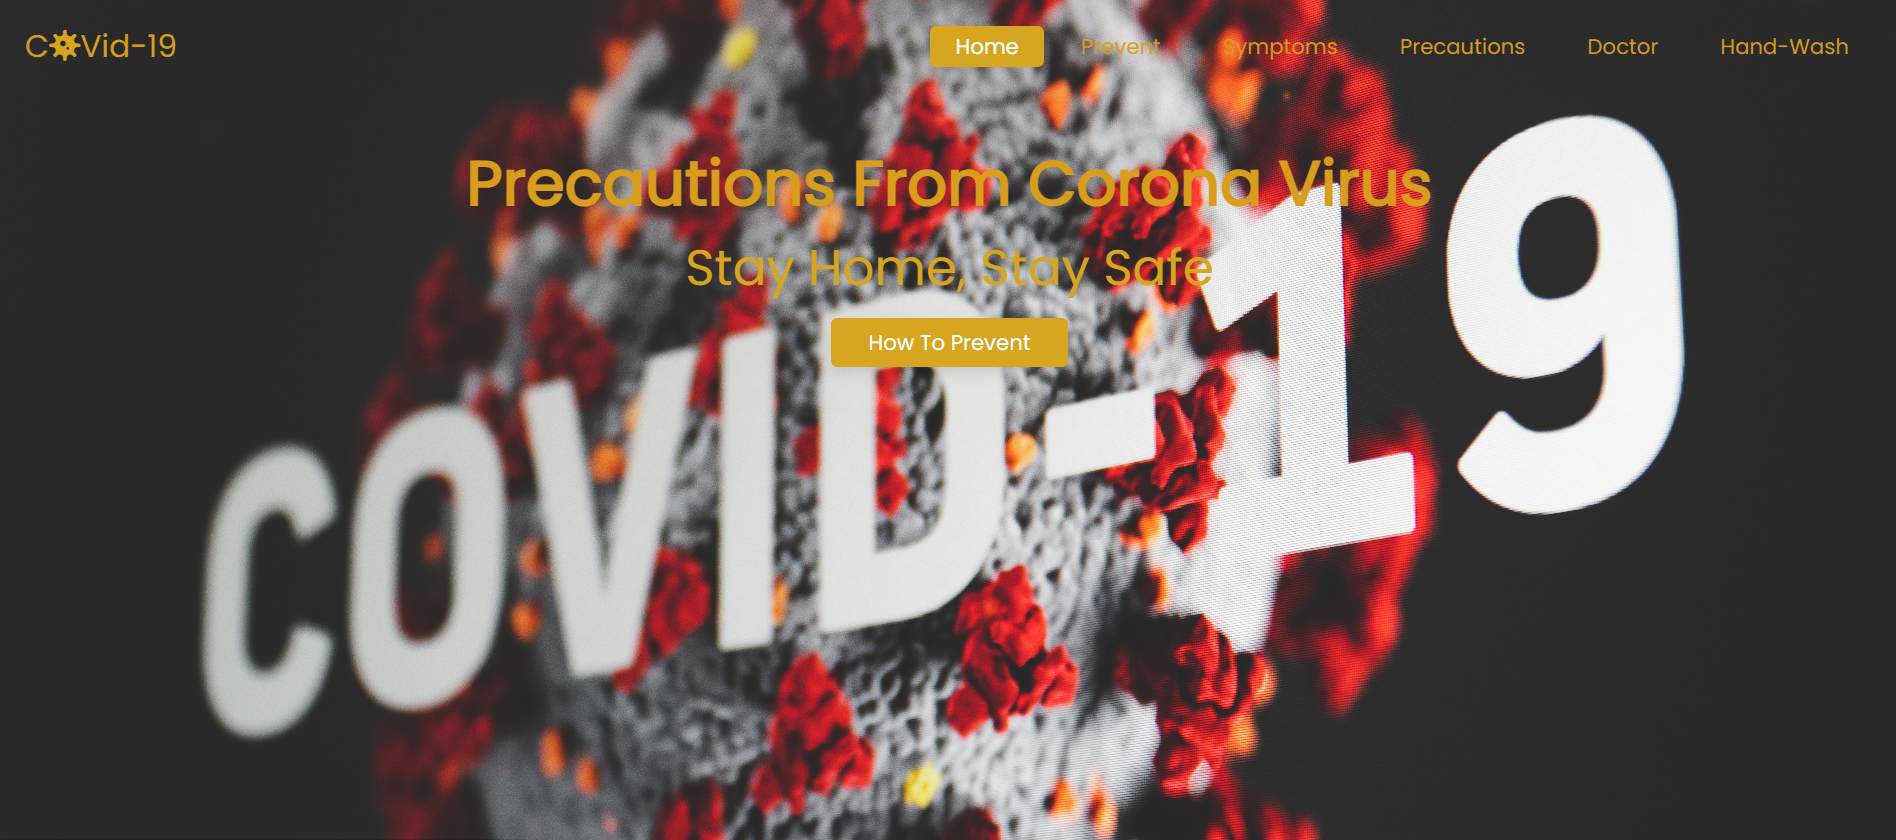 COVid-19
Home Prevent Symptoms Precautions Doctor Hand-Wash
Precautions From Corona Virus
Stay Home, Stay Safe
How To Prevent
COVID-19